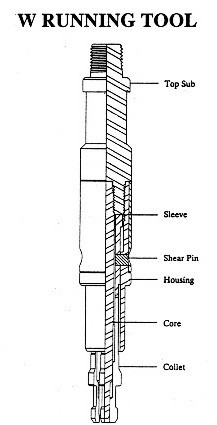 W RUNNING TOOL
Top Sub
Sleeve
Shear Pin
Housing
Core
Collet